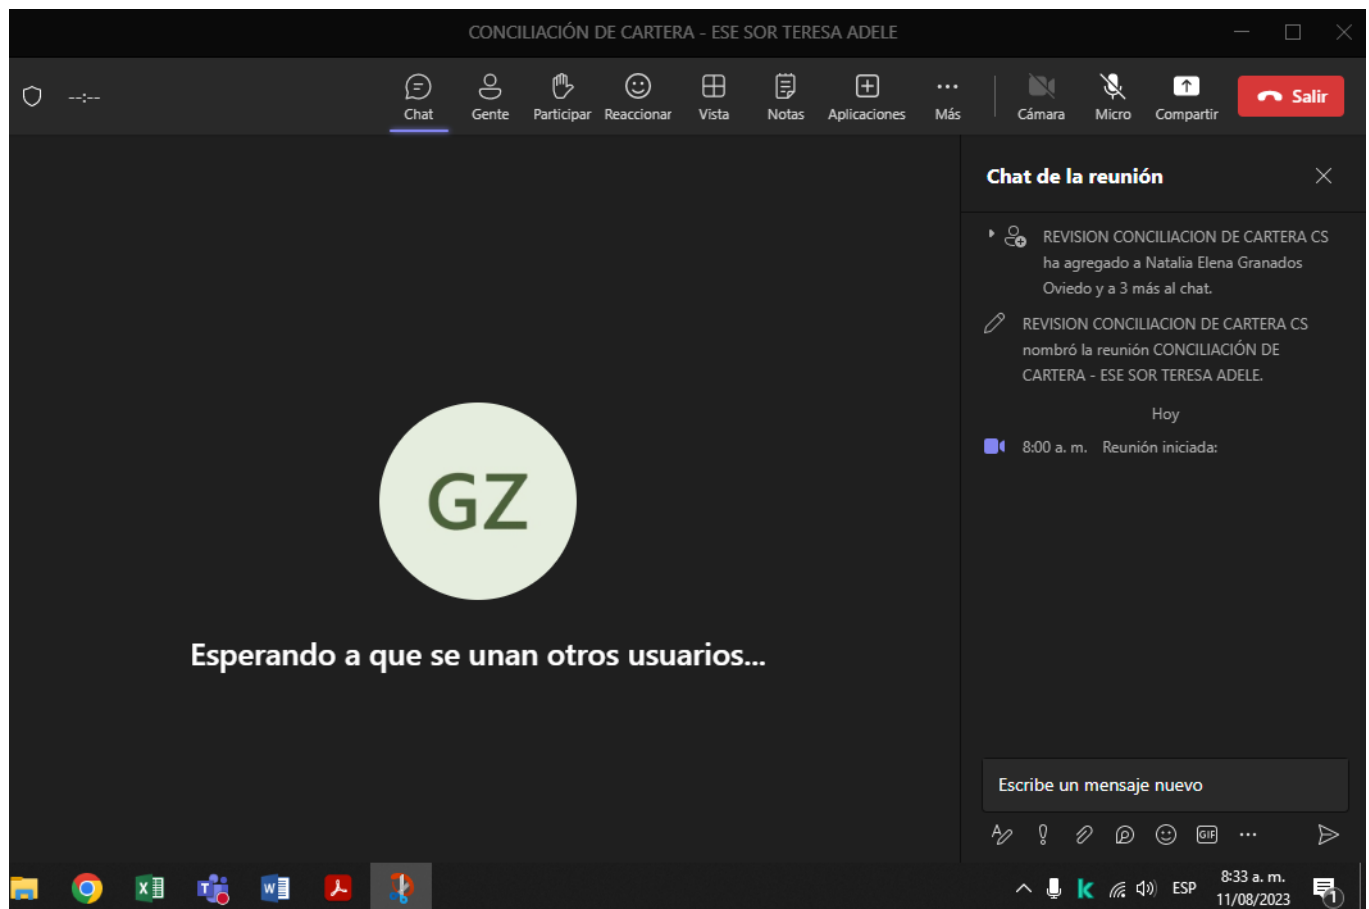 CONCILIACIÓN DE CARTERA - ESE SOR TERESA ADELE
--:--
Chat
Gente
Participar
Reaccionar
Vista
Notas
Aplicaciones
Más
Cámara
Micro
Compartir
Salir
GZ
Esperando a que se unan otros usuarios...
Chat de la reunión
REVISION CONCILIACION DE CARTERA CS
ha agregado a Natalia Elena Granados
Oviedo y a 3 más al chat.
REVISION CONCILIACION DE CARTERA CS
nombró la reunión CONCILIACIÓN DE
CARTERA - ESE SOR TERESA ADELE.
Hoy
8:00 a. m. Reunión iniciada:
Escribe un mensaje nuevo
GIF
ESP
8:33 a. m.
11/08/2023
1